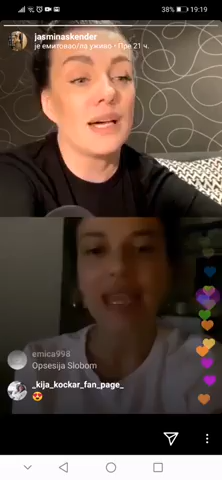 38% 19:19
jasminaskender
је емитовао/ла уживо • Пре 21 ч.
emica998
Opsesija Slobom
_kija_kockar_fan_page_
😍